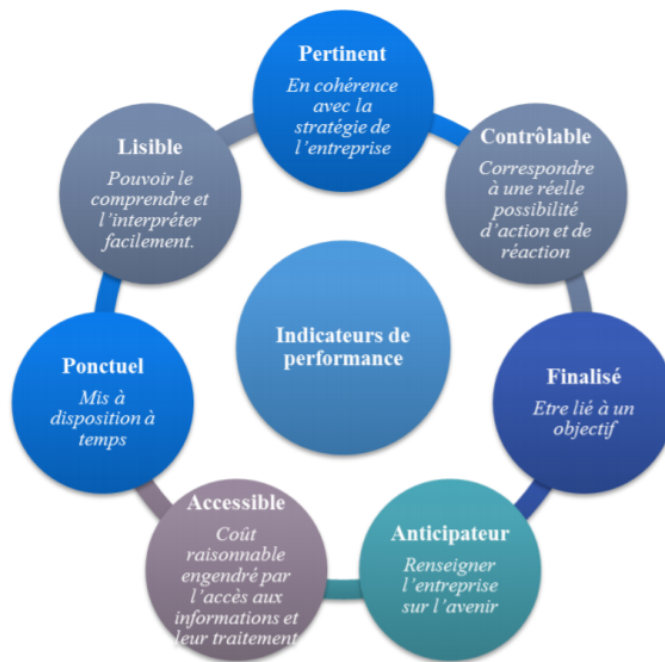 Pertinent
En cohérence
avec la
stratégie de
l'entreprise
Contrôlable
Correspondre
à une réelle
possibilité
d'action et de
réaction
Finalisé
Etre lié à un
objectif
Anticipateur
Renseigner
l'entreprise
sur l'avenir
Accessible
Coût
raisonnable
engendré par
l'accès aux
informations et
leur traitement
Ponctuel
Mis à
disposition à
temps
Lisible
Pouvoir le
comprendre et
l'interpréter
facilement.
Indicateurs de
performance